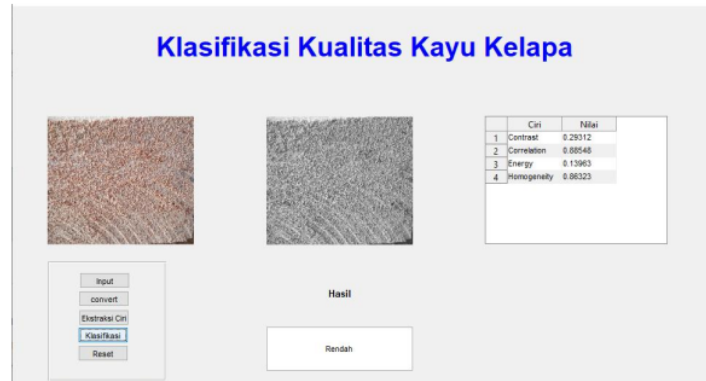 Klasifikasi Kualitas Kayu Kelapa
Ciri Nilai
1 Contrast 0.29312
2 Correlation 0.88548
3 Energy 0.13963
4 Homogeneity 0.86323
Input
convert
Ekstraksi Ciri
Klasifikasi
Reset
Hasil
Rendah